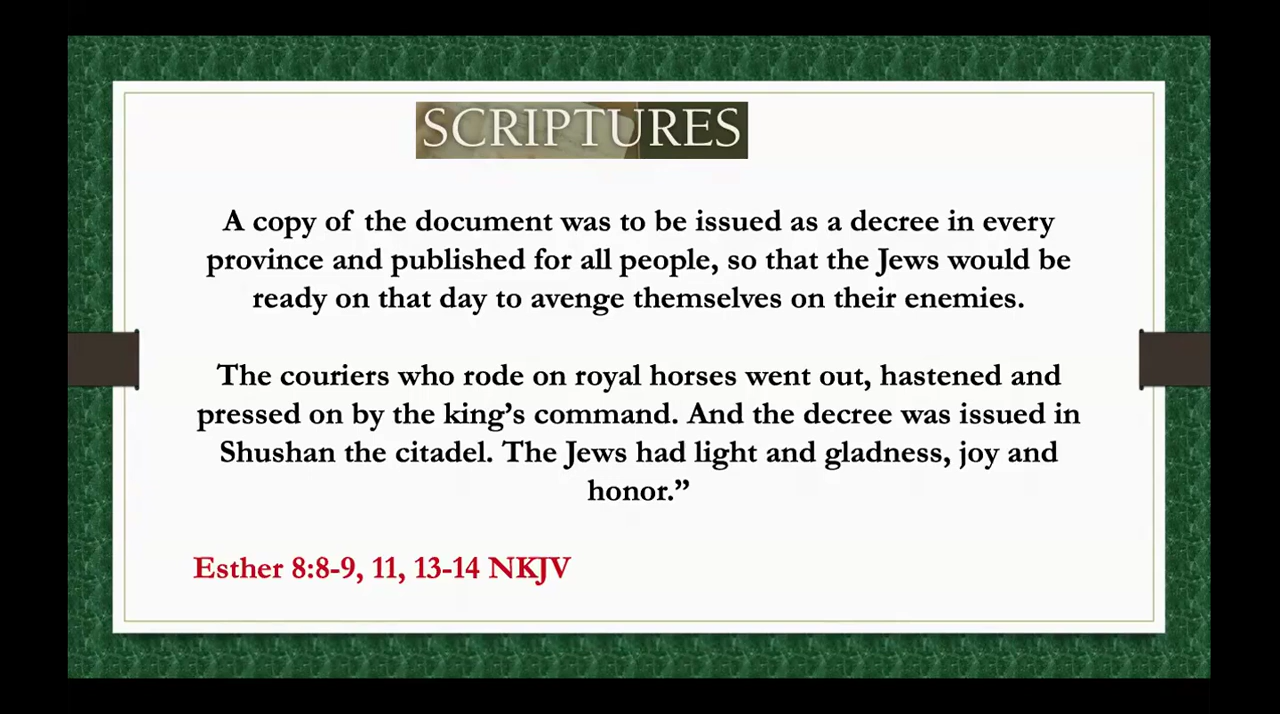 SCRIPTURES
A copy of the document was to be issued as a decree in every
province and published for all people, so that the Jews would be
ready on that day to avenge themselves on their enemies.
The couriers who rode on royal horses went out, hastened and
pressed on by the king’s command. And the decree was issued in
Shushan the citadel. The Jews had light and gladness, joy and
honor.”
Esther 8:8-9, 11, 13-14 NKJV